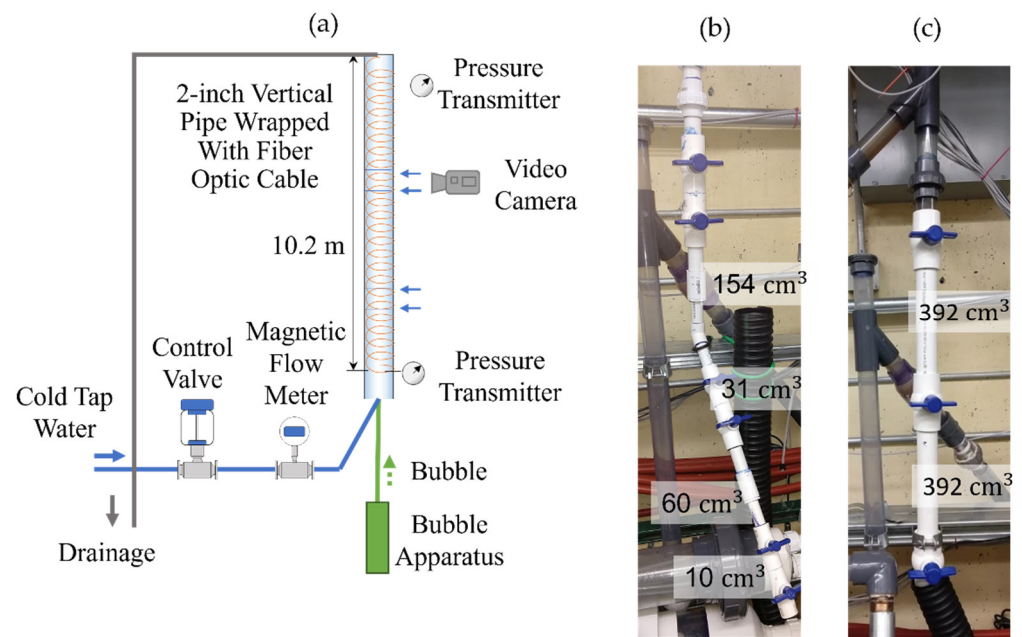 (a)
(b)
(c)
2-inch Vertical
Pipe Wrapped
With Fiber
Optic Cable
Pressure
Transmitter
Video
Camera
10.2 m
Magnetic
Flow
Meter
Control
Valve
Cold Tap
Water
Pressure
Transmitter
Bubble
Bubble
Apparatus
Drainage
154 cm³
31 cm³
60 cm³
10 cm³
392 cm³
392 cm³